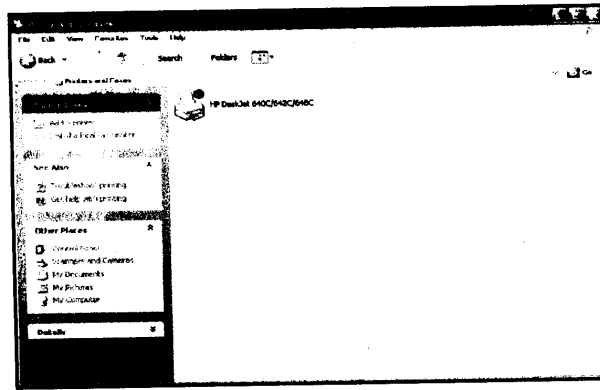 File Edit View Favorites Tools Help
Back Search Folders
Printers and Faxes
Go
HP DeskJet 640C/642C/648C
See Also
Troubleshoot printing
Get help with printing
Other Places
Control Panel
Scanners and Cameras
My Documents
My Pictures
My Computer
Details